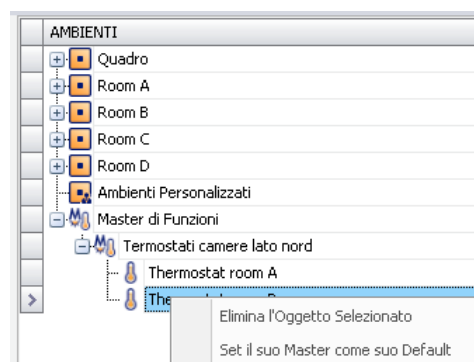 AMBIENTI
Quadro
Room A
Room B
Room C
Room D
Ambienti Personalizzati
Master di Funzioni
Termostati camere lato nord
Thermostat room A
Elimina l'Oggetto Selezionato
Set il suo Master come suo Default